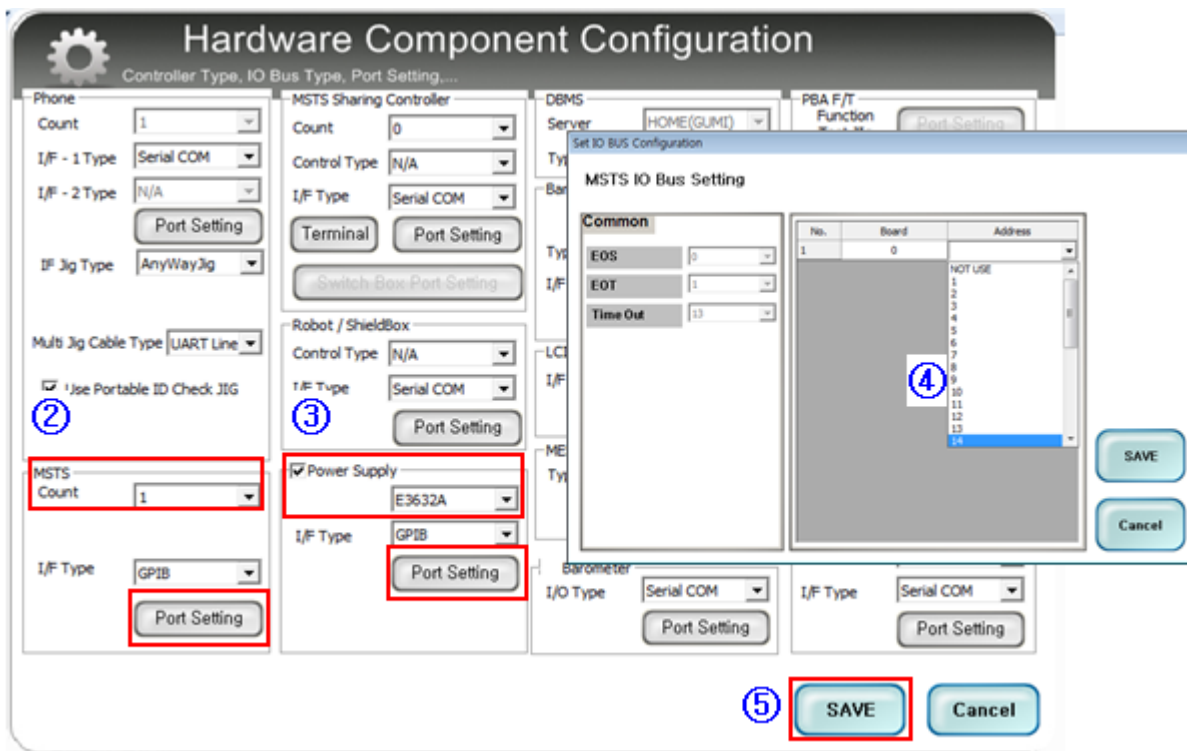 Hardware Component Configuration
Controller Type, IO Bus Type, Port Setting,...
Phone
Count 1
I/F - 1 Type Serial COM
I/F - 2 Type N/A
Port Setting
IF Jig Type AnyWayJig
Multi Jig Cable Type UART Line
Use Portable ID Check JIG
②
MSTS
Count 1
I/F Type GPIB
Port Setting
MSTS Sharing Controller
Count 0
Control Type N/A
I/F Type Serial COM
Terminal Port Setting
Switch Box Port Setting
Robot / ShieldBox
Control Type N/A
I/F Type Serial COM
③
Port Setting
Power Supply
E3632A
I/F Type GPIB
Port Setting
DBMS
Server HOME(GUMI)
I/F
I/F
Barometer
I/O Type Serial COM
Port Setting
PBA F/T
Function
Port Setting
I/F Type Serial COM
Port Setting
Set IO BUS Configuration
MSTS IO Bus Setting
Common
EOS 0
EOT 1
Time Out 13
No. Board Address
1 0
NOT USE
1
2
3
4
5
6
7
8
9
10
11
12
13
14
④
SAVE
Cancel
⑤
SAVE Cancel